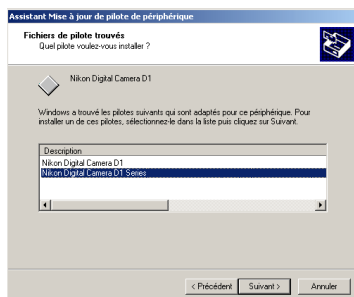 Assistant Mise à jour de pilote de périphérique
Fichiers de pilote trouvés
Quel pilote voulez-vous installer ?
Nikon Digital Camera D1
Windows a trouvé les pilotes suivants qui sont adaptés pour ce périphérique. Pour
installer un de ces pilotes, sélectionnez-le dans la liste puis cliquez sur Suivant.
Description
Nikon Digital Camera D1
Nikon Digital Camera D1 Series
< Précédent Suivant > Annuler